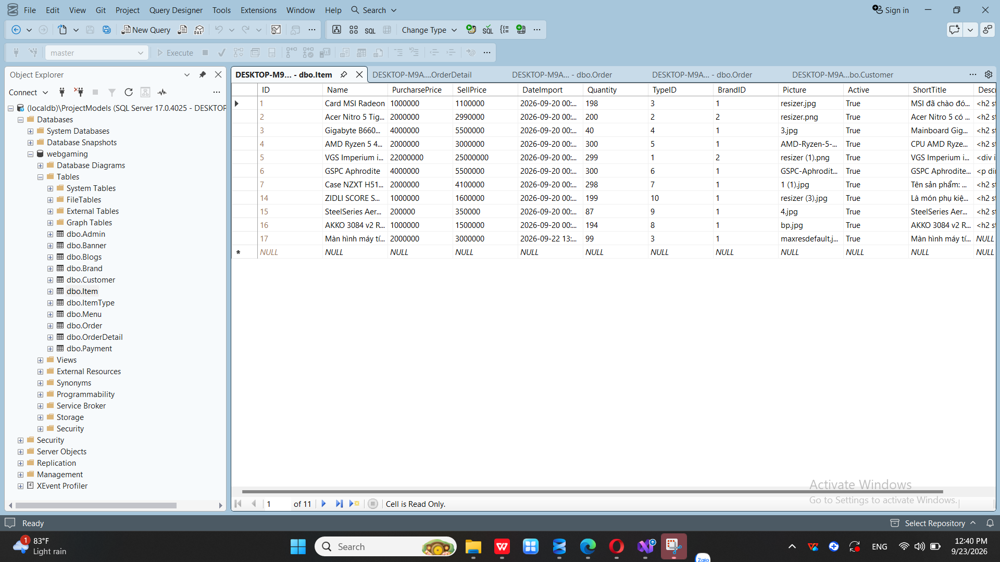 File Edit View Git Project Query Designer Tools Extensions Window Help Search Sign in
New Query SQL Change Type SQL
master Execute
Object Explorer
Connect
(localdb)\ProjectModels (SQL Server 17.0.4025 - DESKTOP
Databases
System Databases
Database Snapshots
webgaming
Database Diagrams
Tables
System Tables
FileTables
External Tables
Graph Tables
dbo.Admin
dbo.Banner
dbo.Blogs
dbo.Brand
dbo.Customer
dbo.Item
dbo.ItemType
dbo.Menu
dbo.Order
dbo.OrderDetail
dbo.Payment
Views
External Resources
Synonyms
Programmability
Service Broker
Storage
Security
Security
Server Objects
Replication
Management
XEvent Profiler
DESKTOP-M9... - dbo.Item DESKTOP-M9A....OrderDetail DESKTOP-M9A... - dbo.Order DESKTOP-M9A... - dbo.Order DESKTOP-M9A...bo.Customer
ID Name PurcharsePrice SellPrice DateImport Quantity TypeID BrandID Picture Active ShortTitle Descr
1 Card MSI Radeon 1000000 1100000 2026-09-20 00:... 198 3 1 resizer.jpg True MSI đã chào đó... <h2 st
2 Acer Nitro 5 Tig... 2000000 2990000 2026-09-20 00:... 200 2 2 resizer.png True Acer Nitro 5 có ... <h2 st
3 Gigabyte B660... 4000000 5500000 2026-09-20 00:... 40 4 1 3.jpg True Mainboard Gig... <h2 st
4 AMD Ryzen 5 4... 2000000 3000000 2026-09-20 00:... 300 5 1 AMD-Ryzen-5-... True CPU AMD Ryze... <h2 st
5 VGS Imperium i... 22000000 25000000 2026-09-20 00:... 299 1 2 resizer (1).png True VGS Imperium i... <div i
6 GSPC Aphrodite 4000000 5500000 2026-09-20 00:... 300 6 1 GSPC-Aphrodit... True GSPC Aphrodite... <p di
7 Case NZXT H51... 2000000 4100000 2026-09-20 00:... 298 7 1 1 (1).jpg True Tên sản phẩm: ... <h2 st
14 ZIDLI SCORE S... 1000000 1600000 2026-09-20 00:... 199 10 1 resizer (3).jpg True Là món phụ kiệ... <h2 st
15 SteelSeries Aer... 200000 350000 2026-09-20 00:... 87 9 1 4.jpg True SteelSeries Aer... <h2 st
16 AKKO 3084 v2 R... 1000000 1500000 2026-09-20 00:... 194 8 1 bp.jpg True AKKO 3084 v2 R... <h2 st
17 Màn hình máy tí... 2000000 3000000 2026-09-22 13:... 99 3 1 maxresdefault.j... True Màn hình máy tí... NULL
NULL NULL NULL NULL NULL NULL NULL NULL NULL NULL NULL NULL
Activate Windows
Go to Settings to activate Windows.
1 of 11 Cell is Read Only.
Ready Select Repository
1 83°F
Light rain
Search
Zalo
ENG
12:40 PM
9/23/2026